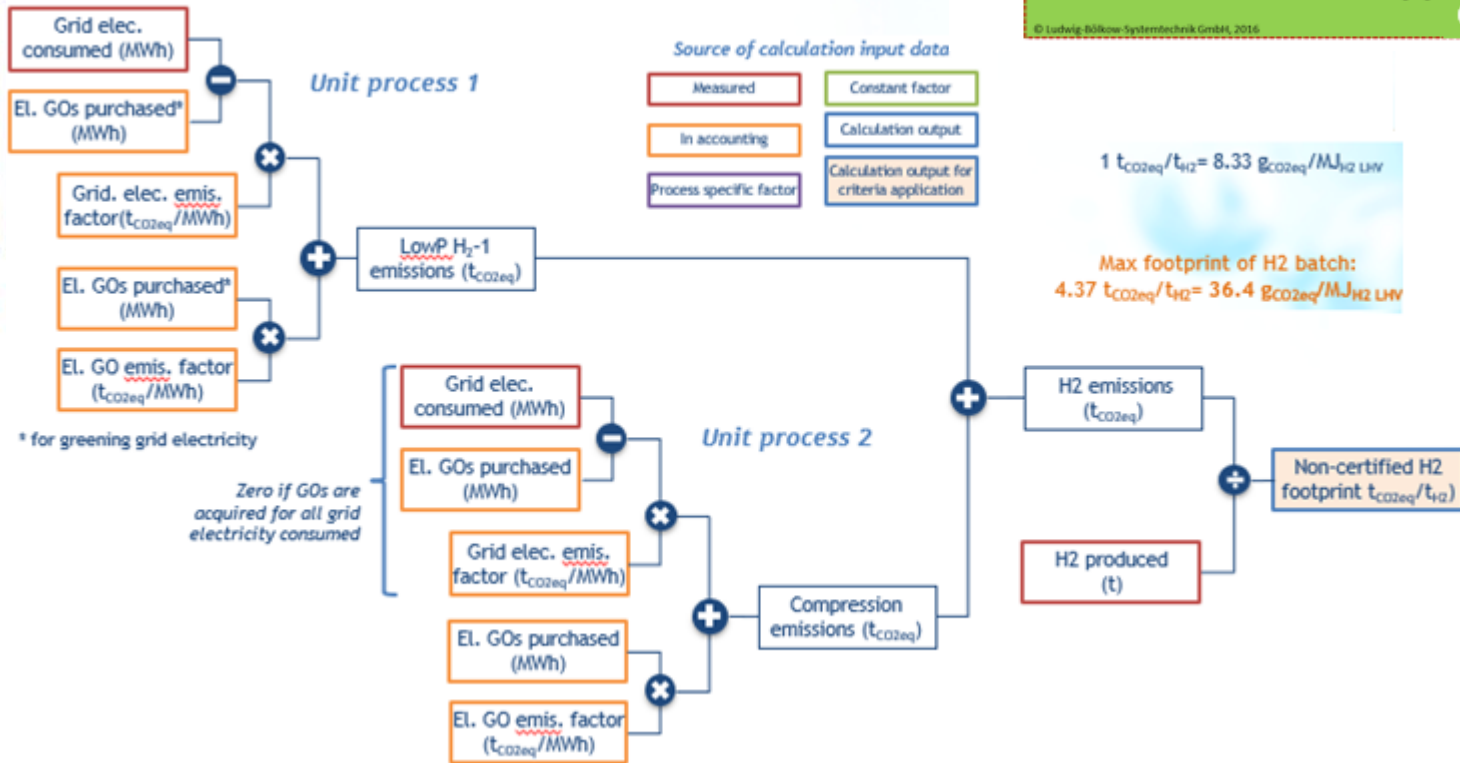 © Ludwig-Bölkow-Systemtechnik GmbH, 2016
Grid elec.
consumed (MWh)
El. GOs purchased*
(MWh)
Unit process 1
Grid. elec. emis.
factor(tCO2eq/MWh)
El. GOs purchased*
(MWh)
El. GO emis. factor
(tCO2eq/MWh)
* for greening grid electricity
LowP H2-1
emissions (tCO2eq)
Source of calculation input data
Measured
Constant factor
In accounting
Calculation output
Process specific factor
Calculation output for
criteria application
1 tCO2eq/tH2= 8.33 gCO2eq/MJH2 LHV
Max footprint of H2 batch:
4.37 tCO2eq/tH2= 36.4 gCO2eq/MJH2 LHV
Zero if GOs are
acquired for all grid
electricity consumed
Grid elec.
consumed (MWh)
El. GOs purchased
(MWh)
Unit process 2
Grid elec. emis.
factor (tCO2eq/MWh)
El. GOs purchased
(MWh)
El. GO emis. factor
(tCO2eq/MWh)
Compression
emissions (tCO2eq)
H2 emissions
(tCO2eq)
H2 produced
(t)
Non-certified H2
footprint tCO2eq/tH2)